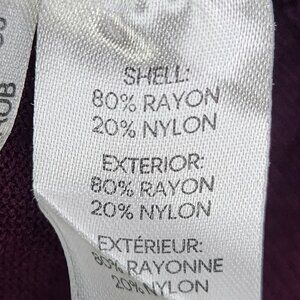 SHELL:
80% RAYON
20% NYLON
EXTERIOR:
80% RAYON
20% NYLON
EXTÉRIEUR:
80% RAYONNE
20% NYLON